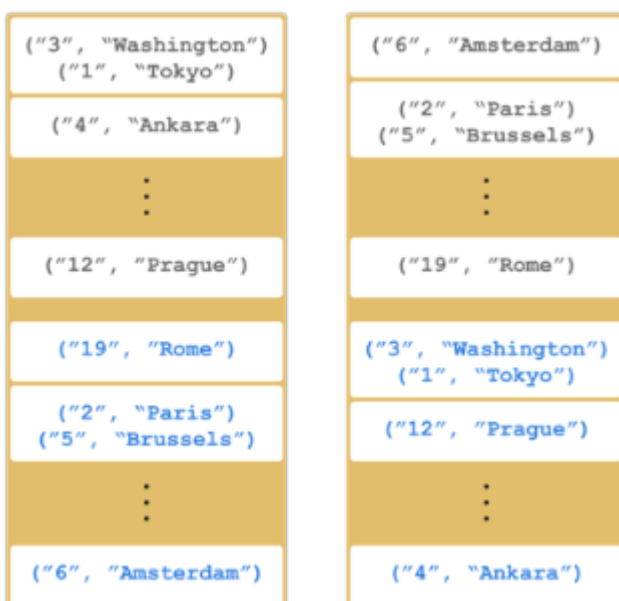 ("3", "Washington")
("1", "Tokyo")
("4", "Ankara")
("12", "Prague")
("19", "Rome")
("2", "Paris")
("5", "Brussels")
("6", "Amsterdam")
("6", "Amsterdam")
("2", "Paris")
("5", "Brussels")
("19", "Rome")
("3", "Washington")
("1", "Tokyo")
("12", "Prague")
("4", "Ankara")